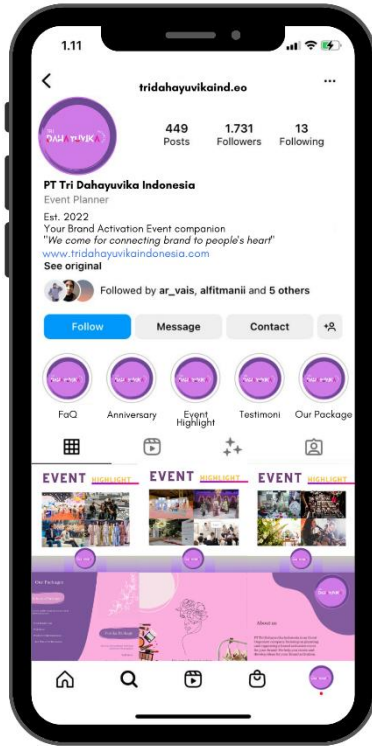 1.11
tridahayuvikaind.eo
449 1.731 13
Posts Followers Following
PT Tri Dahayuvika Indonesia
Event Planner
Est. 2022
Your Brand Activation Event companion
"We come for connecting brand to people's heart"
www.tridahayuvikaindonesia.com
See original
Followed by ar_vais, alfitmanii and 5 others
Follow Message Contact
FaQ Anniversary Event Highlight Testimoni Our Package
EVENT HIGHLIGHT EVENT HIGHLIGHT EVENT HIGHLIGHT
Our Packages
About us